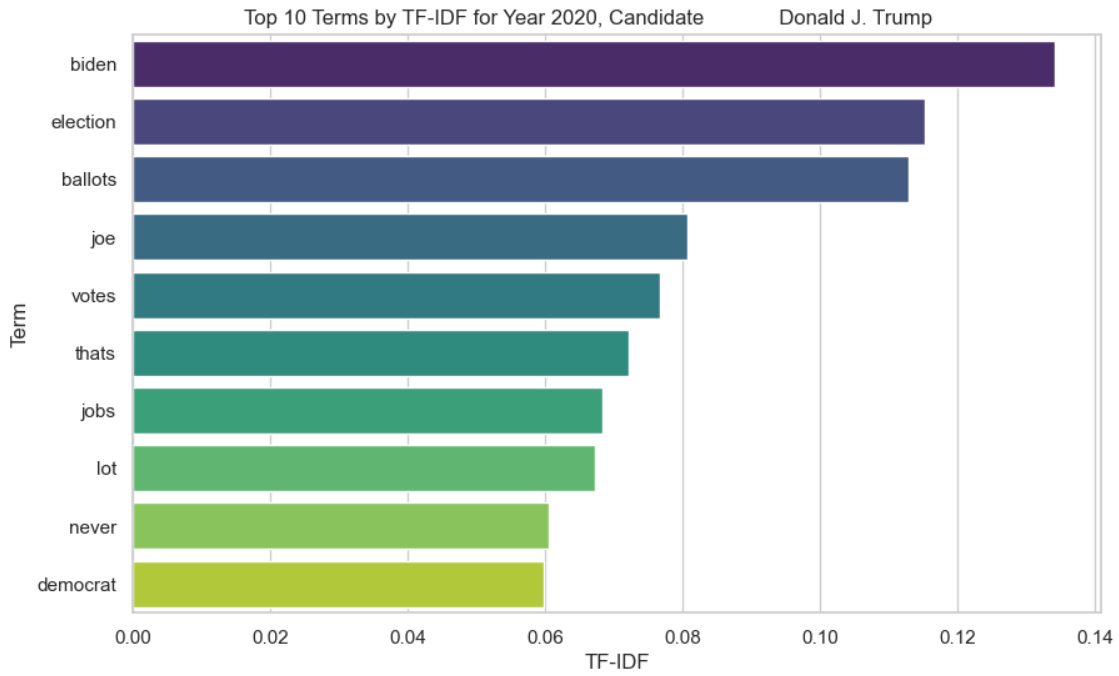 Top 10 Terms by TF-IDF for Year 2020, Candidate Donald J. Trump
biden
election
ballots
joe
votes
thats
jobs
lot
never
democrat
Term
0.00 0.02 0.04 0.06 0.08 0.10 0.12 0.14
TF-IDF